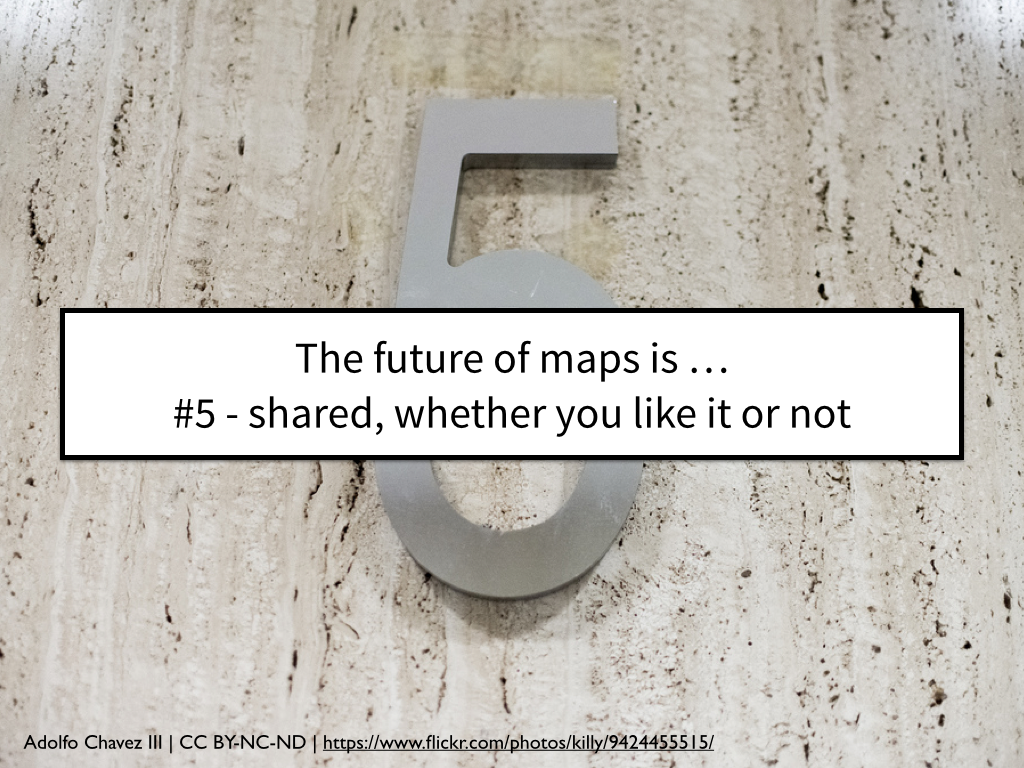 5
The future of maps is …
#5 - shared, whether you like it or not
Adolfo Chavez III | CC BY-NC-ND | https://www.flickr.com/photos/killy/9424455515/